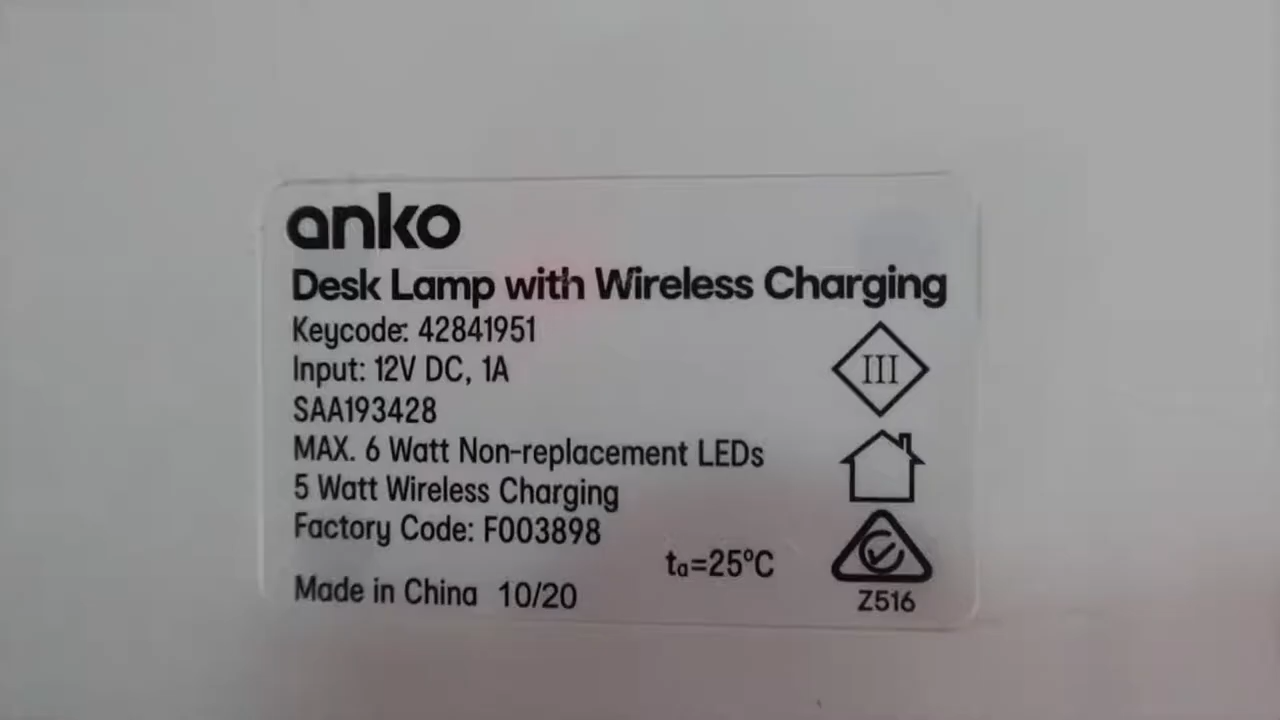 anko
Desk Lamp with Wireless Charging
Keycode: 42841951
Input: 12V DC, 1A
III
SAA193428
MAX. 6 Watt Non-replacement LEDs
5 Watt Wireless Charging
Factory Code: F003898
ta=25°C
Made in China 10/20
Z516